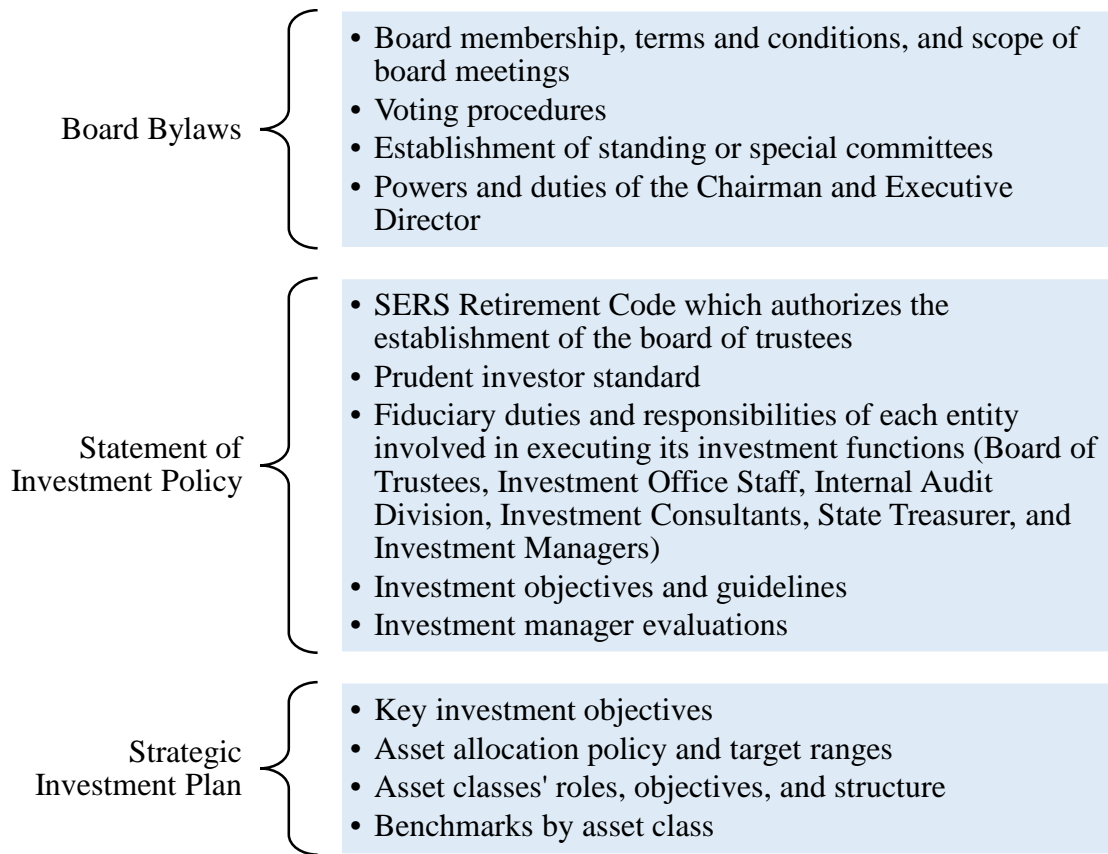 Board Bylaws
• Board membership, terms and conditions, and scope of
board meetings
• Voting procedures
• Establishment of standing or special committees
• Powers and duties of the Chairman and Executive
Director
Statement of
Investment Policy
• SERS Retirement Code which authorizes the
establishment of the board of trustees
• Prudent investor standard
• Fiduciary duties and responsibilities of each entity
involved in executing its investment functions (Board of
Trustees, Investment Office Staff, Internal Audit
Division, Investment Consultants, State Treasurer, and
Investment Managers)
• Investment objectives and guidelines
• Investment manager evaluations
Strategic
Investment Plan
• Key investment objectives
• Asset allocation policy and target ranges
• Asset classes' roles, objectives, and structure
• Benchmarks by asset class